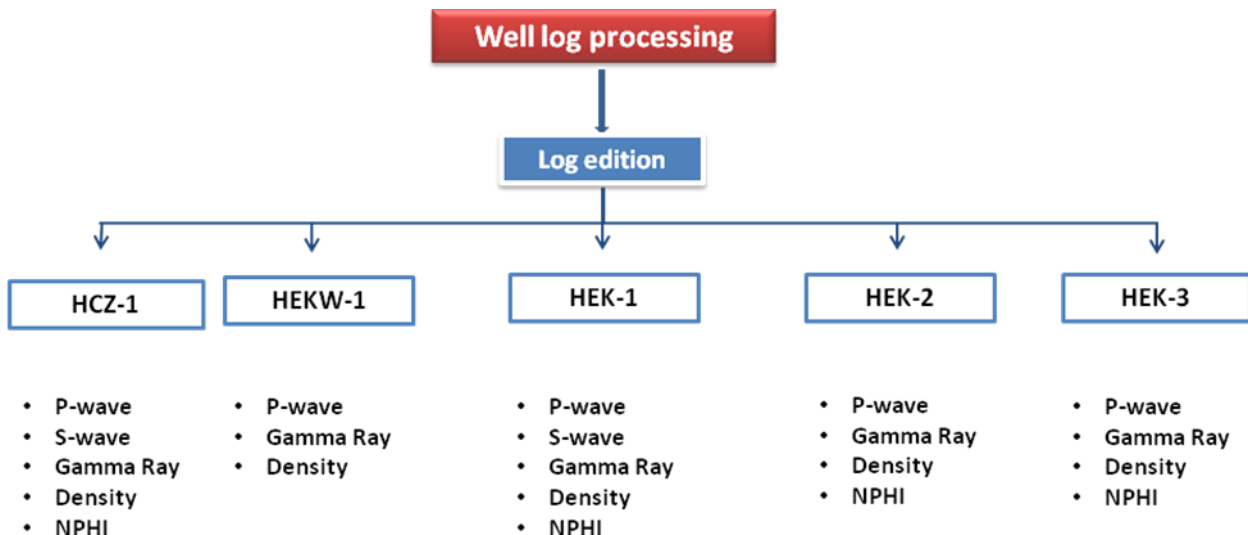 Well log processing
Log edition
HCZ-1
HEKW-1
HEK-1
HEK-2
HEK-3
• P-wave
• S-wave
• Gamma Ray
• Density
• NPHI
• P-wave
• Gamma Ray
• Density
• P-wave
• S-wave
• Gamma Ray
• Density
• NPHI
• P-wave
• Gamma Ray
• Density
• NPHI
• P-wave
• Gamma Ray
• Density
• NPHI